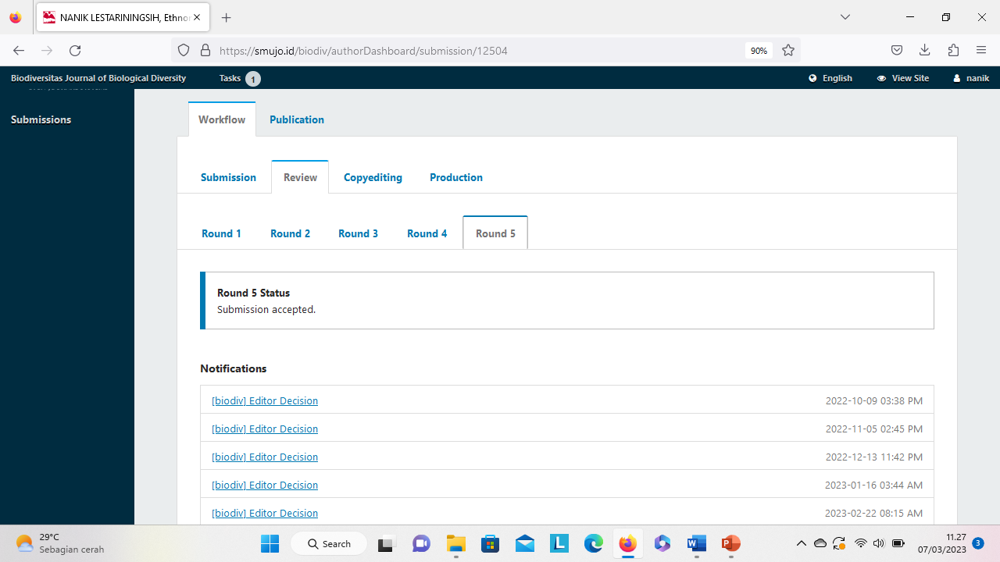 NANIK LESTARININGSIH, Ethno
https://smujo.id/biodiv/authorDashboard/submission/12504
90%
Biodiversitas Journal of Biological Diversity
Tasks 1
English
View Site
nanik
Submissions
Workflow
Publication
Submission
Review
Copyediting
Production
Round 1
Round 2
Round 3
Round 4
Round 5
Round 5 Status
Submission accepted.
Notifications
[biodiv] Editor Decision 2022-10-09 03:38 PM
[biodiv] Editor Decision 2022-11-05 02:45 PM
[biodiv] Editor Decision 2022-12-13 11:42 PM
[biodiv] Editor Decision 2023-01-16 03:44 AM
[biodiv] Editor Decision 2023-02-22 08:15 AM
29°C
Sebagian cerah
Search
11.27
07/03/2023
3